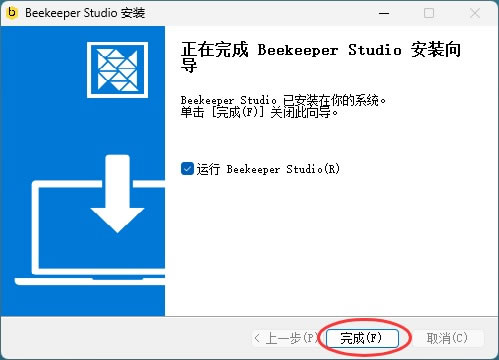 Beekeeper Studio 安装
正在完成 Beekeeper Studio 安装向
导
Beekeeper Studio 已安装在你的系统。
单击 [完成(F)] 关闭此向导。
运行 Beekeeper Studio(R)
< 上一步(P) 完成(F) 取消(C)